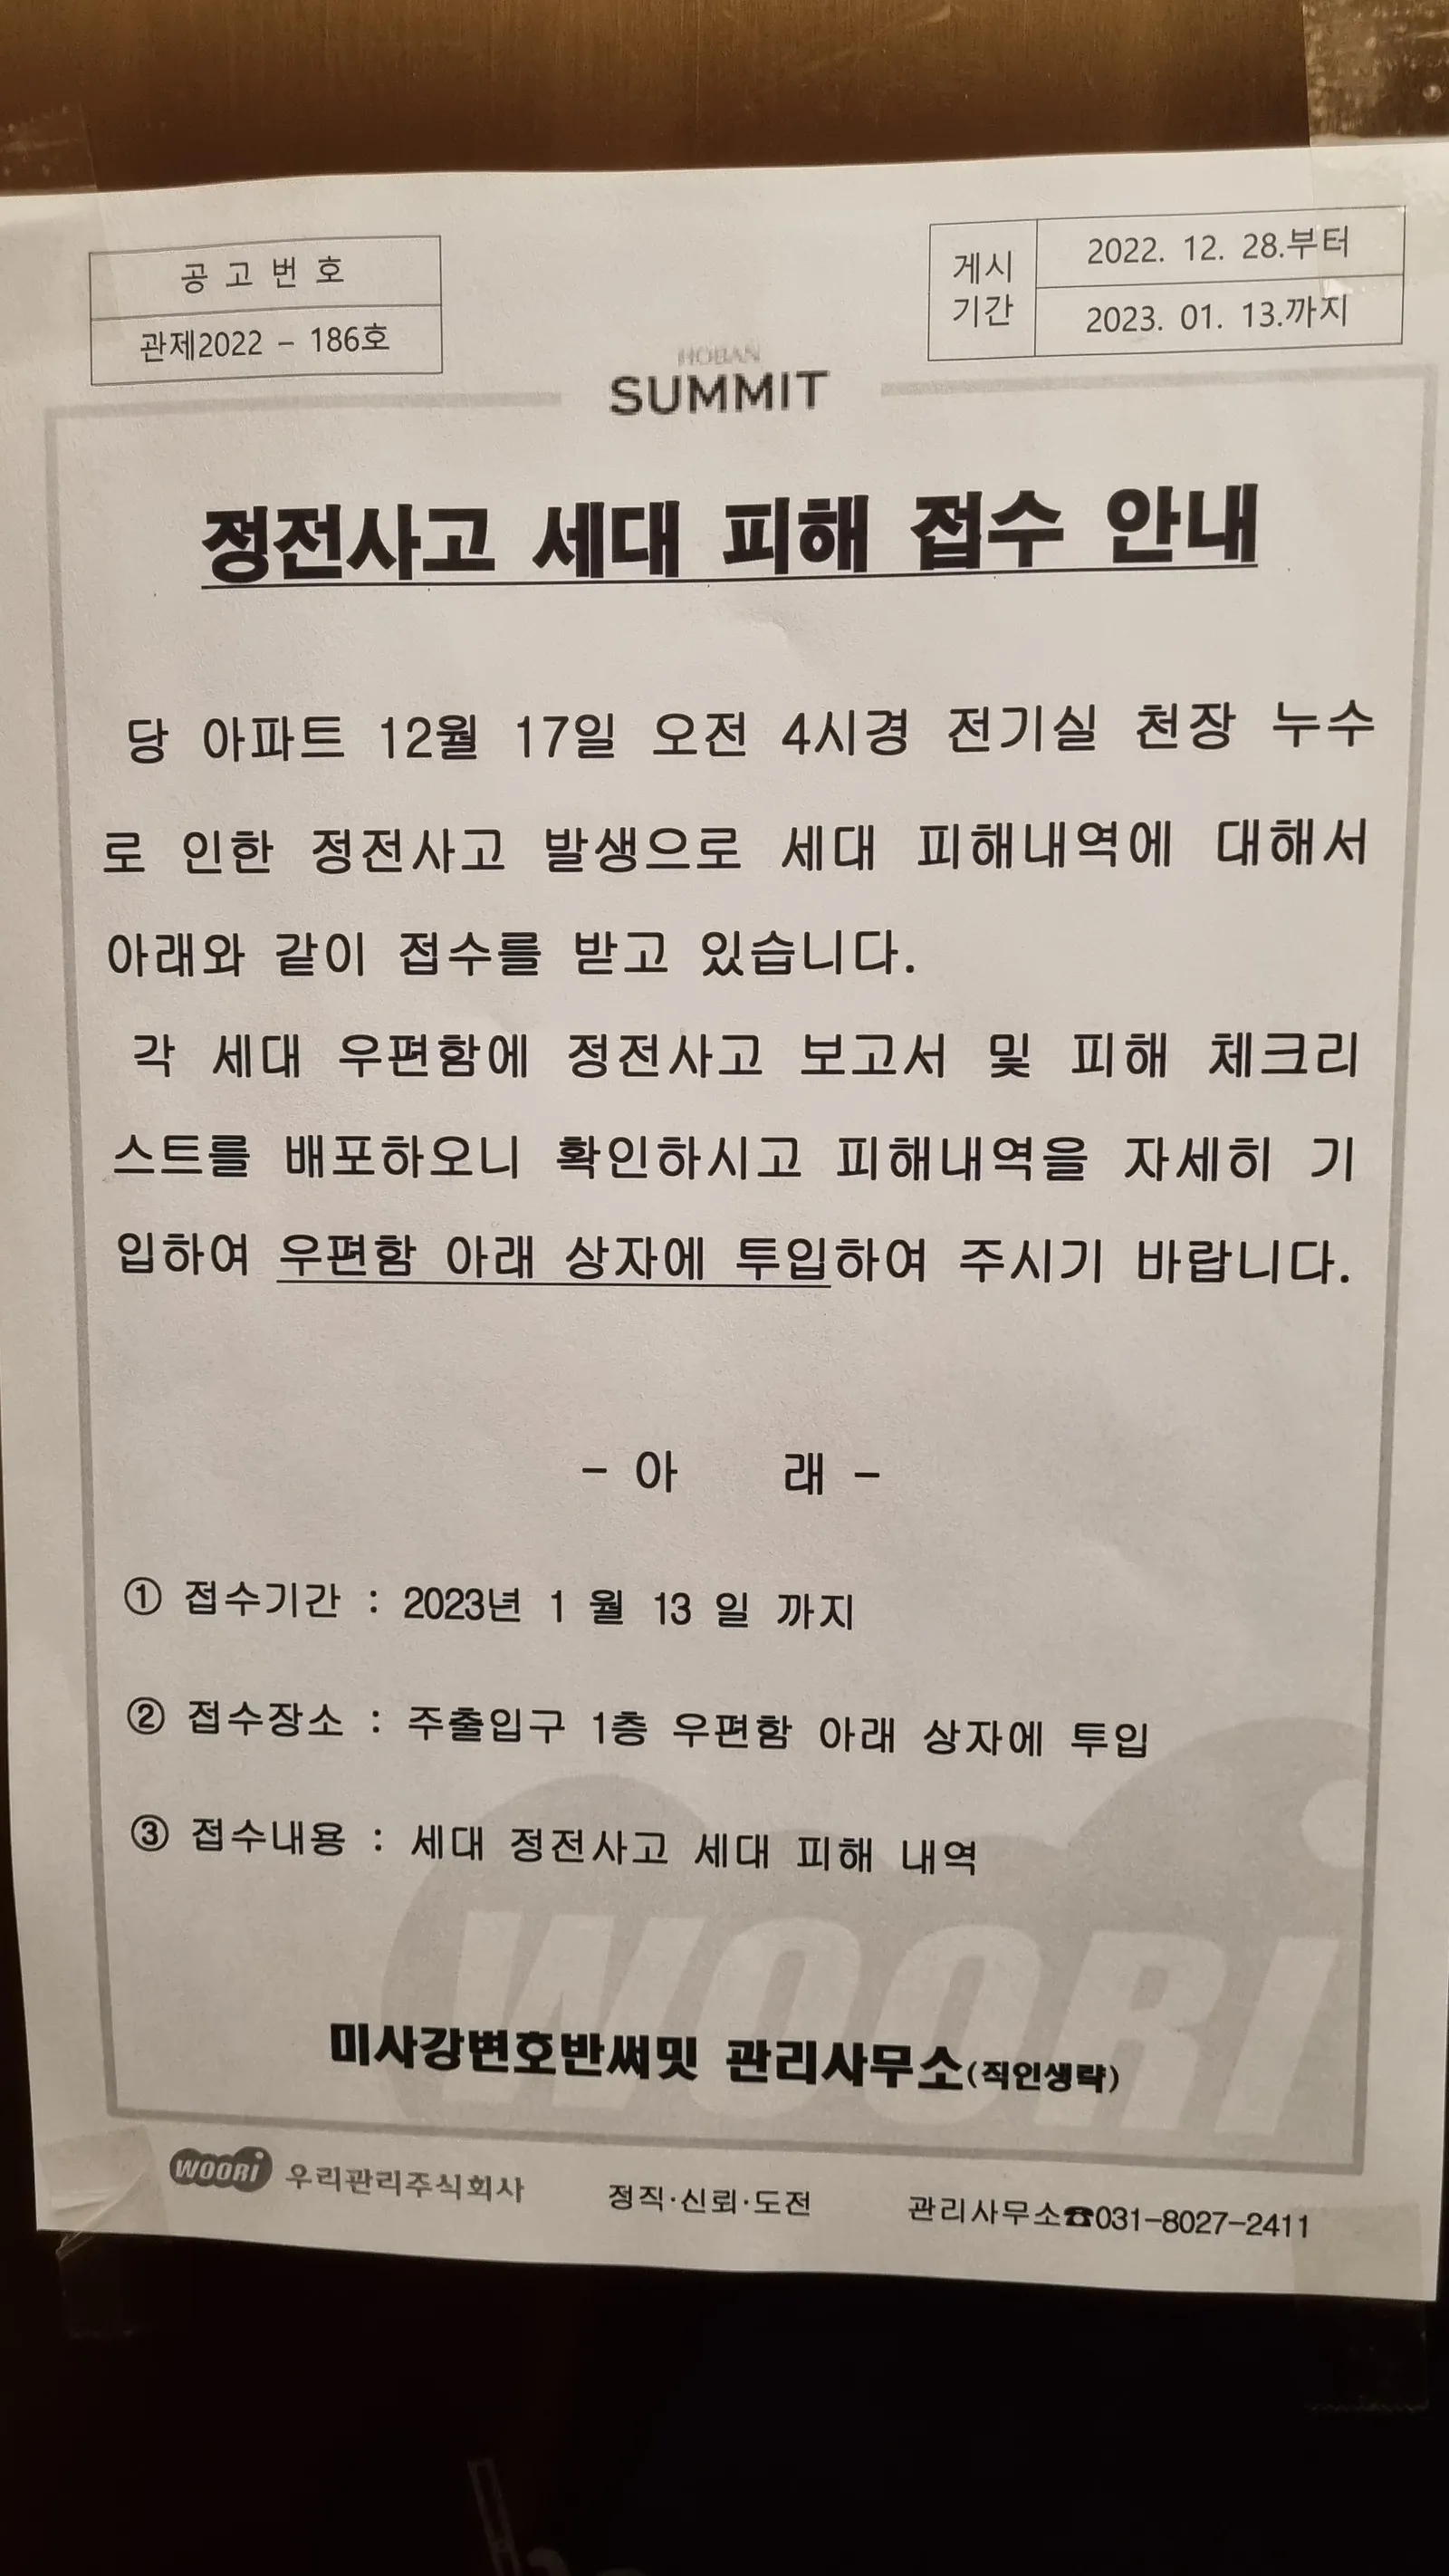 공 고 번 호
관제2022 - 186호
게시
기간
2022. 12. 28.부터
2023. 01. 13.까지
HOBAN
SUMMIT
정전사고 세대 피해 접수 안내
당 아파트 12월 17일 오전 4시경 전기실 천장 누수
로 인한 정전사고 발생으로 세대 피해내역에 대해서
아래와 같이 접수를 받고 있습니다.
각 세대 우편함에 정전사고 보고서 및 피해 체크리
스트를 배포하오니 확인하시고 피해내역을 자세히 기
입하여 우편함 아래 상자에 투입하여 주시기 바랍니다.
- 아 래 -
① 접수기간 : 2023년 1 월 13 일 까지
② 접수장소 : 주출입구 1층 우편함 아래 상자에 투입
③ 접수내용 : 세대 정전사고 세대 피해 내역
WOORI
미사강변호반써밋 관리사무소(직인생략)
WOORI 우리관리주식회사 정직·신뢰·도전 관리사무소☎031-8027-2411